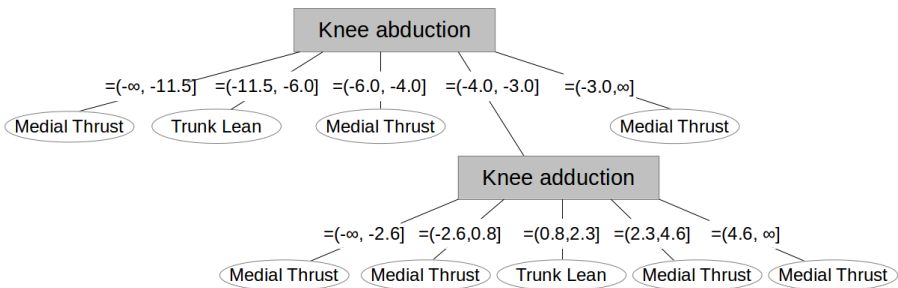 Knee abduction
=(-∞, -11.5] =(-11.5, -6.0] =(-6.0, -4.0] =(-4.0, -3.0] =(-3.0,∞]
Medial Thrust Trunk Lean Medial Thrust Medial Thrust
Knee adduction
=(-∞, -2.6] =(-2.6,0.8] =(0.8,2.3] =(2.3,4.6] =(4.6, ∞]
Medial Thrust Medial Thrust Trunk Lean Medial Thrust Medial Thrust